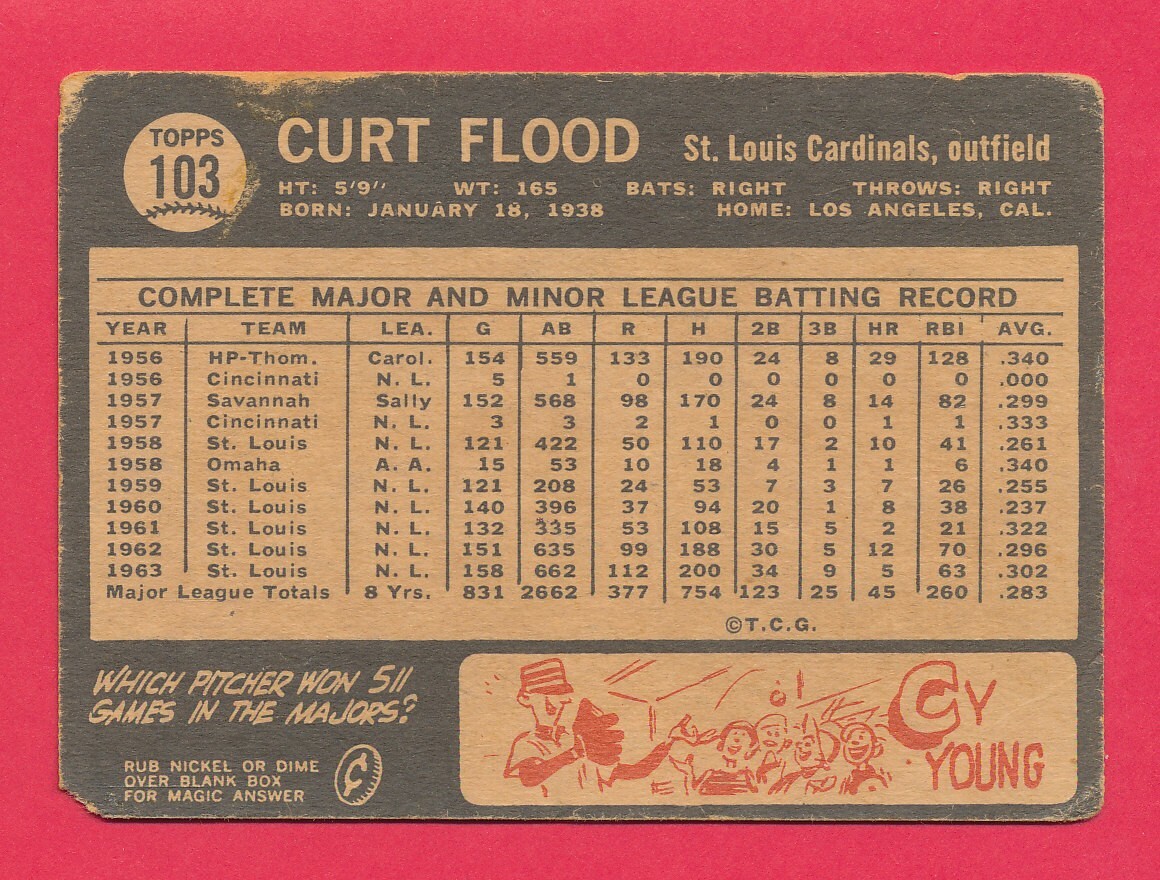 TOPPS
103
CURT FLOOD St. Louis Cardinals, outfield
HT: 5'9" WT: 165 BATS: RIGHT THROWS: RIGHT
BORN: JANUARY 18, 1938 HOME: LOS ANGELES, CAL.
COMPLETE MAJOR AND MINOR LEAGUE BATTING RECORD
YEAR TEAM LEA. G AB R H 2B 3B HR RBI AVG.
1956 HP-Thom. Carol. 154 559 133 190 24 8 29 128 .340
1956 Cincinnati N. L. 5 1 0 0 0 0 0 0 .000
1957 Savannah Sally 152 568 98 170 24 8 14 82 .299
1957 Cincinnati N. L. 3 3 2 1 0 0 1 1 .333
1958 St. Louis N. L. 121 422 50 110 17 2 10 41 .261
1958 Omaha A. A. 15 53 10 18 4 1 1 6 .340
1959 St. Louis N. L. 121 208 24 53 7 3 7 26 .255
1960 St. Louis N. L. 140 396 37 94 20 1 8 38 .237
1961 St. Louis N. L. 132 335 53 108 15 5 2 21 .322
1962 St. Louis N. L. 151 635 99 188 30 5 12 70 .296
1963 St. Louis N. L. 158 662 112 200 34 9 5 63 .302
Major League Totals 8 Yrs. 831 2662 377 754 123 25 45 260 .283
©T.C.G.
WHICH PITCHER WON 511
GAMES IN THE MAJORS?
RUB NICKEL OR DIME
OVER BLANK BOX
FOR MAGIC ANSWER
¢
CY
YOUNG